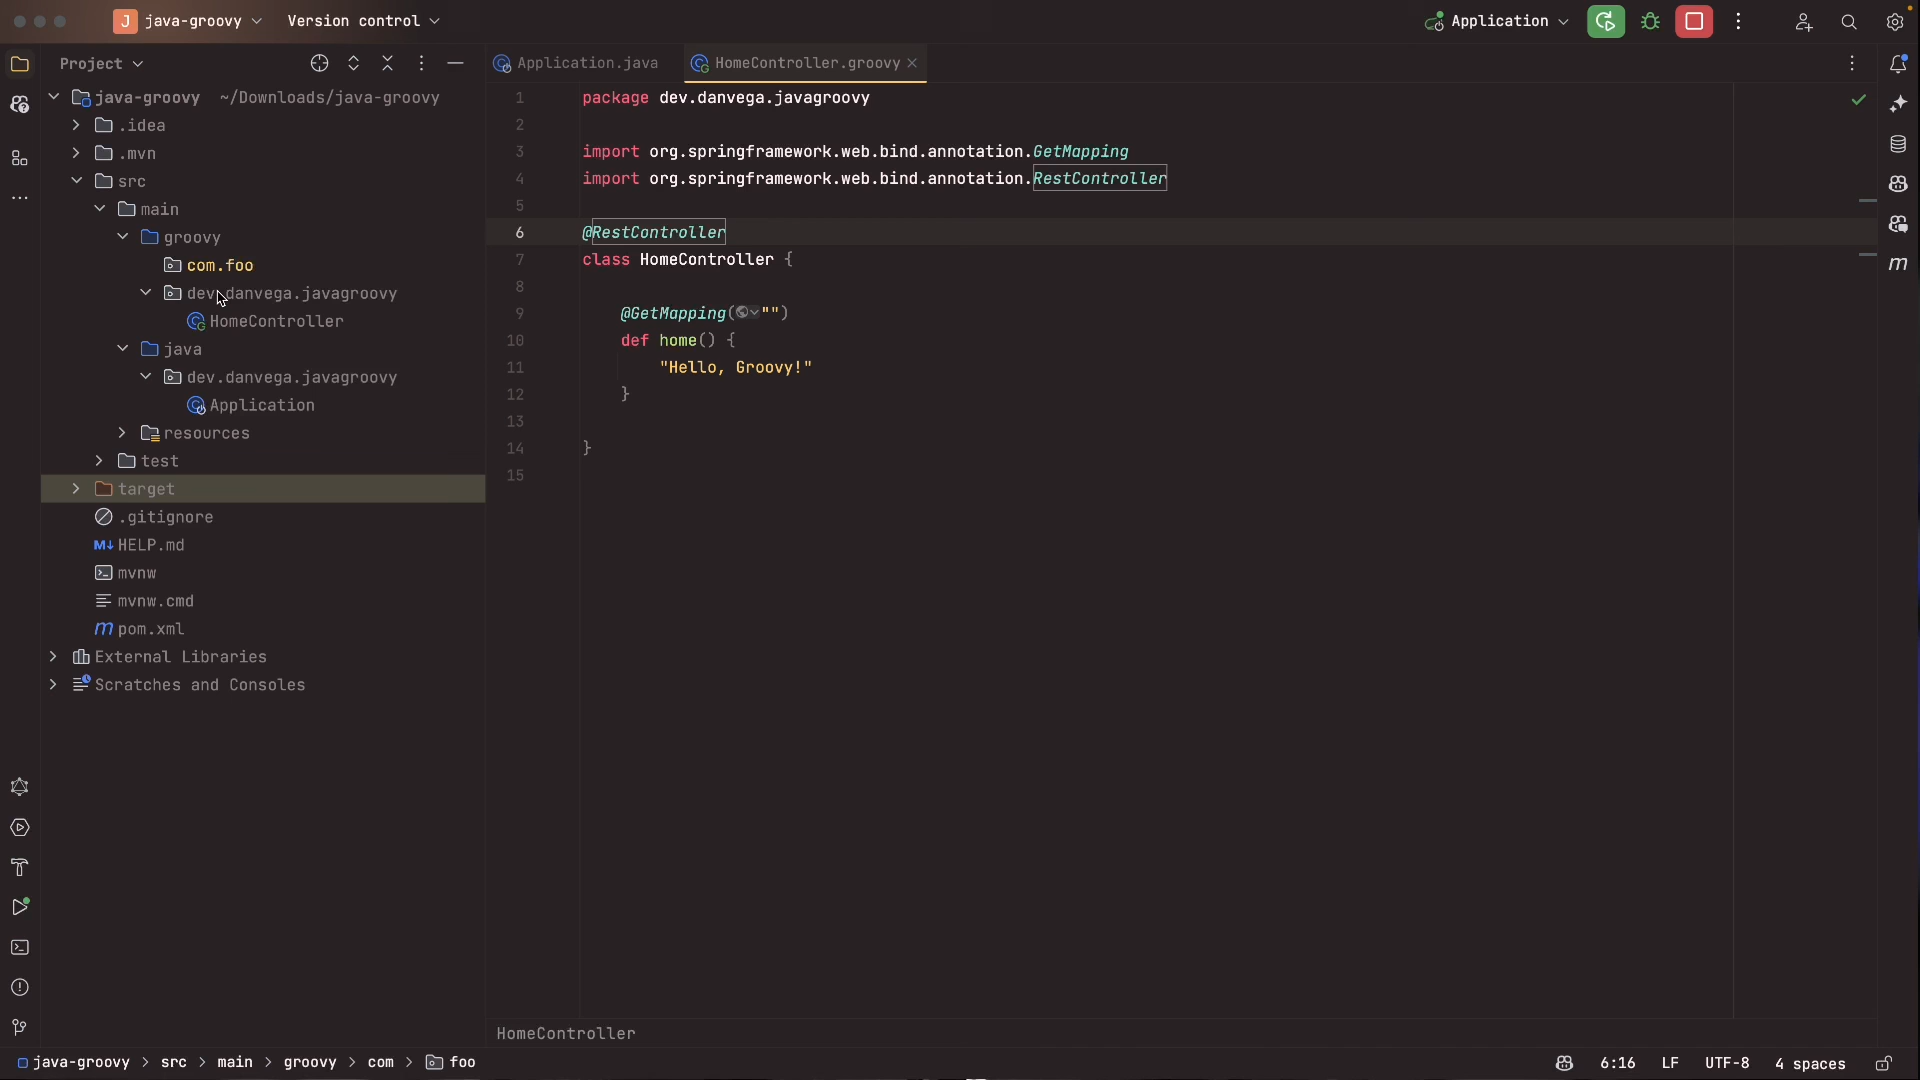 J java-groovy Version control Application
Project
Application.java HomeController.groovy
java-groovy ~/Downloads/java-groovy
.idea
.mvn
src
main
groovy
com.foo
dev.danvega.javagroovy
HomeController
java
dev.danvega.javagroovy
Application
resources
test
target
.gitignore
M↓ HELP.md
mvnw
mvnw.cmd
m pom.xml
External Libraries
Scratches and Consoles
1 package dev.danvega.javagroovy
2
3 import org.springframework.web.bind.annotation.GetMapping
4 import org.springframework.web.bind.annotation.RestController
5
6 @RestController
7 class HomeController {
8
9 @GetMapping("")
10 def home() {
11 "Hello, Groovy!"
12 }
13
14 }
15
m
HomeController
java-groovy > src > main > groovy > com > foo 6:16 LF UTF-8 4 spaces